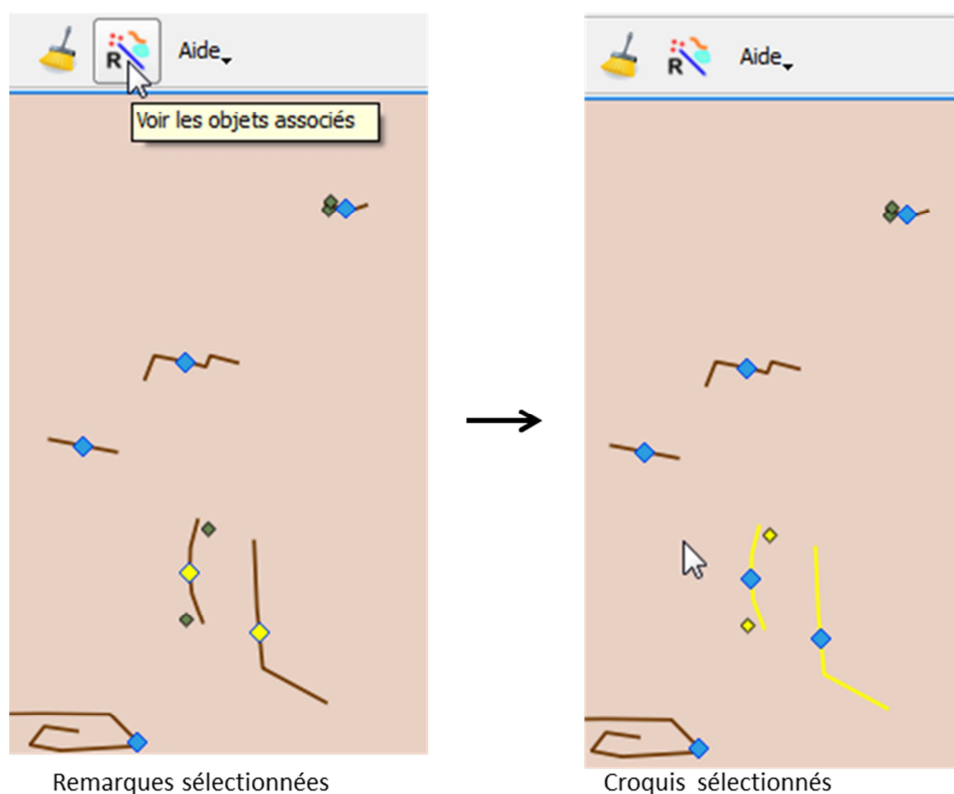 R
Aide
Voir les objets associés
R
Aide
Remarques sélectionnées
Croquis sélectionnés